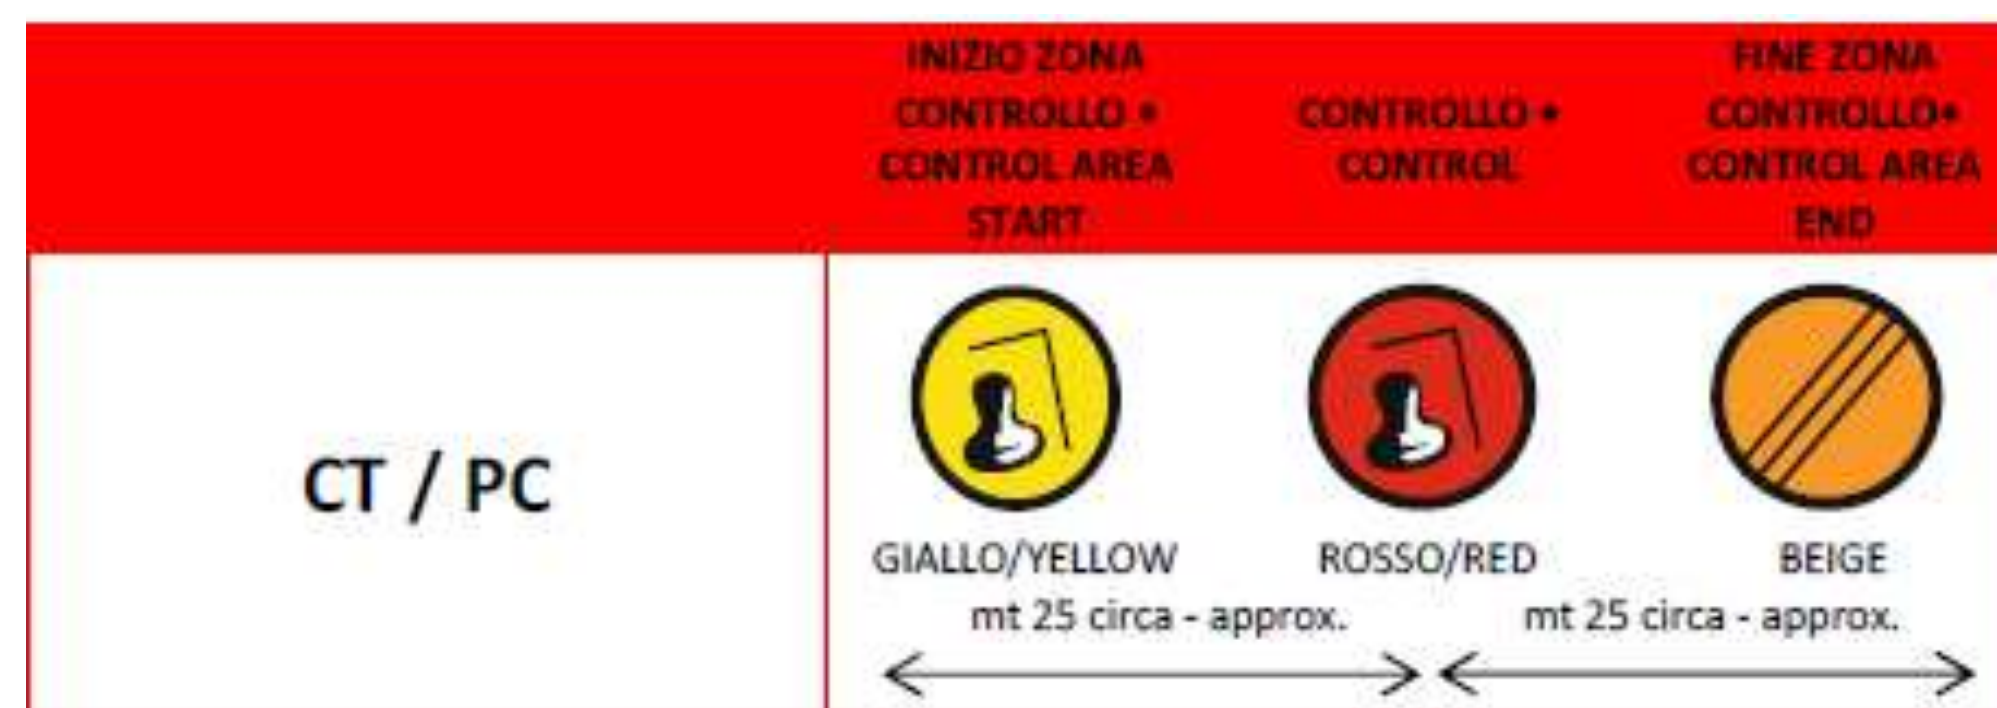 INIZIO ZONA
CONTROLLO •
CONTROL AREA
START
CONTROLLO •
CONTROL
FINE ZONA
CONTROLLO•
CONTROL AREA
END
CT / PC
GIALLO/YELLOW
ROSSO/RED
BEIGE
mt 25 circa - approx.
mt 25 circa - approx.